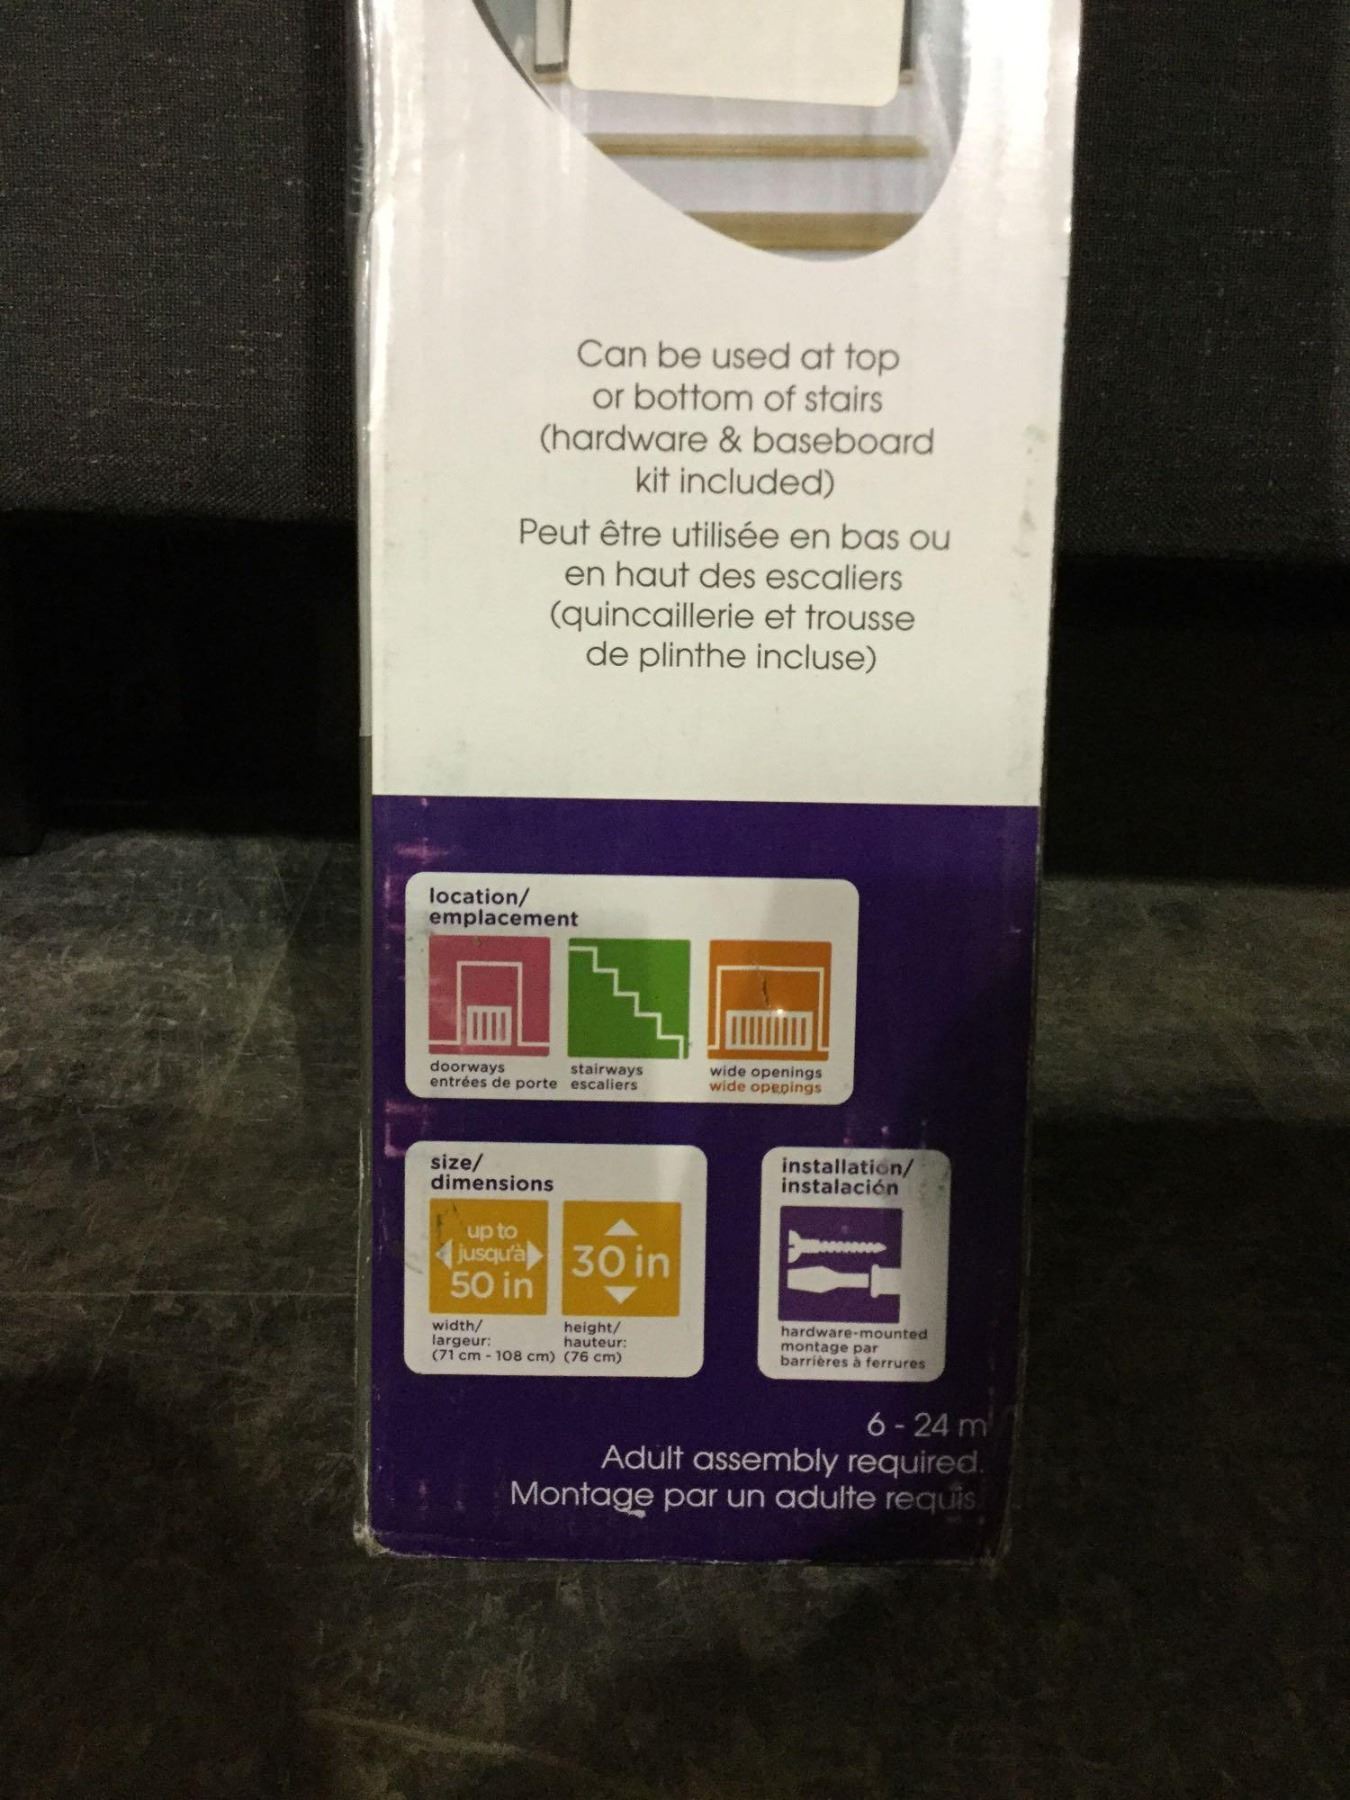 Can be used at top
or bottom of stairs
(hardware & baseboard
kit included)
Peut être utilisée en bas ou
en haut des escaliers
(quincaillerie et trousse
de plinthe incluse)
location/
emplacement
doorways
entrées de porte
stairways
escaliers
wide openings
wide openings
size/
dimensions
up to
jusqu'à
50 in
width/
largeur:
(71 cm - 108 cm)
30 in
height/
hauteur:
(76 cm)
installation/
instalación
hardware-mounted
montage par
barrières à ferrures
6 - 24 m
Adult assembly required.
Montage par un adulte requis.